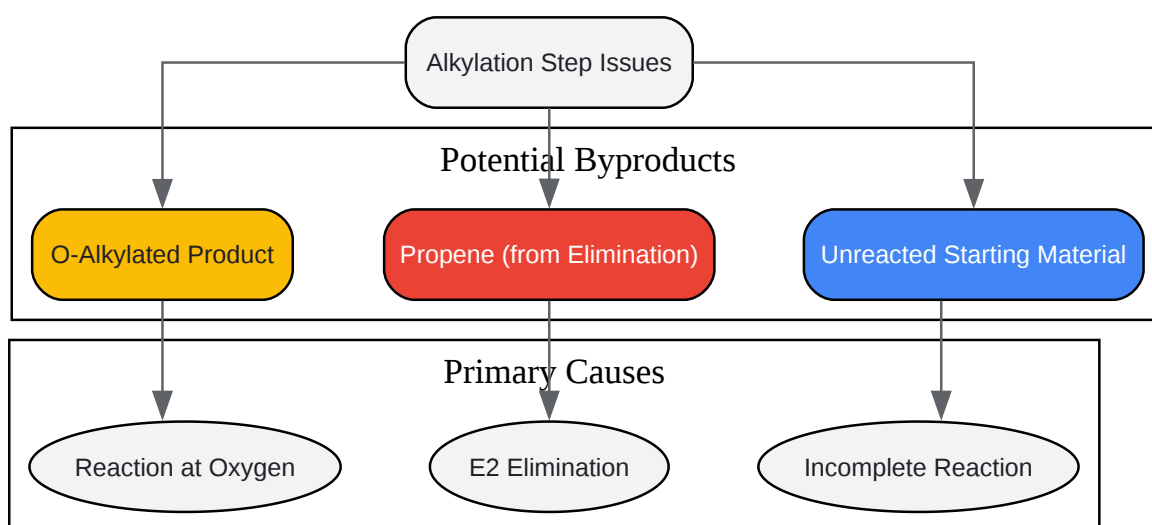 Alkylation Step Issues
Potential Byproducts
O-Alkylated Product
Propene (from Elimination)
Unreacted Starting Material
Primary Causes
Reaction at Oxygen
E2 Elimination
Incomplete Reaction